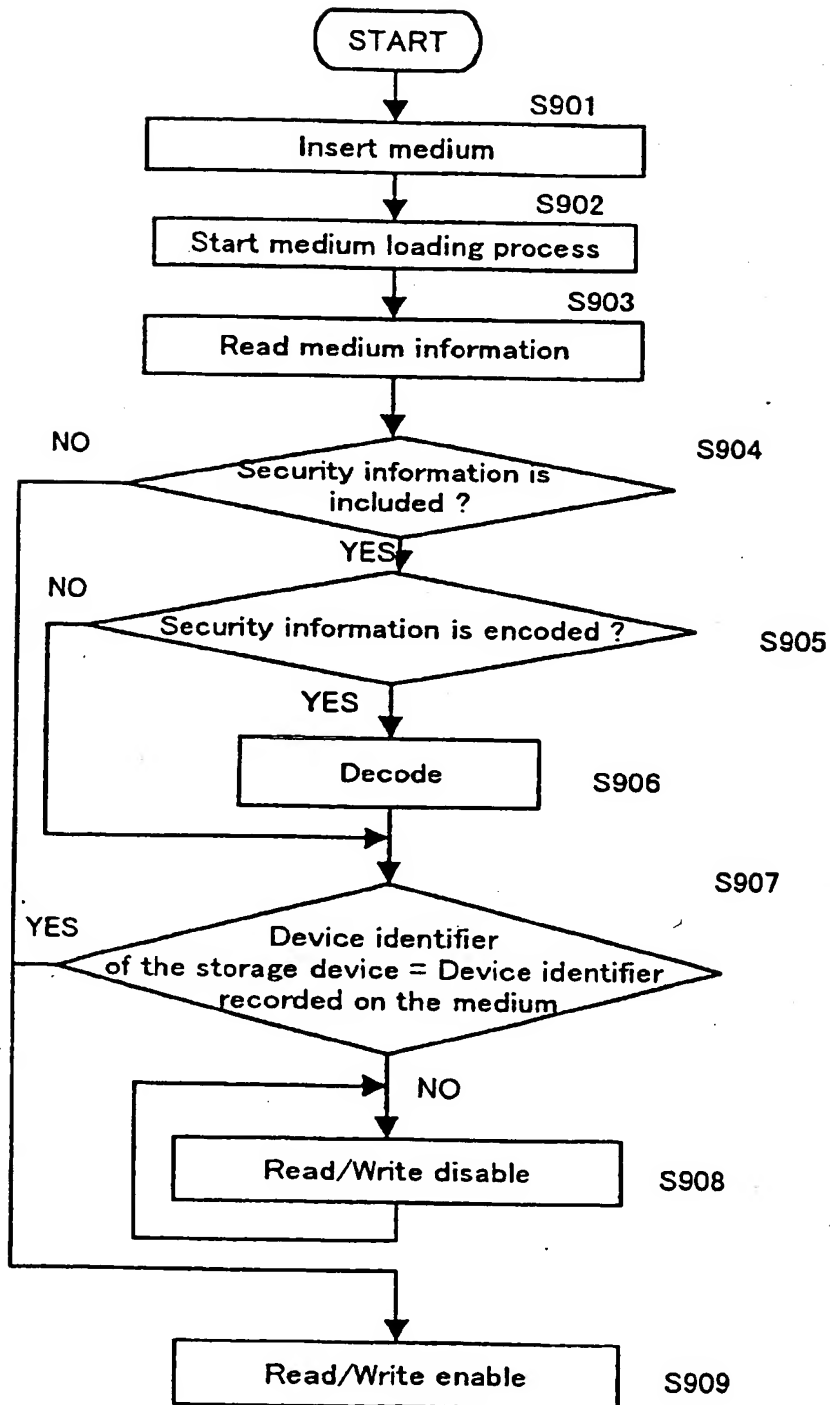 START
S901
Insert medium
S902
Start medium loading process
S903
Read medium information
NO
S904
Security information is
included ?
YES
NO
Security information is encoded ?
S905
YES
Decode
S906
S907
YES
Device identifier
of the storage device = Device identifier
recorded on the medium
NO
Read/Write disable
S908
Read/Write enable
S909